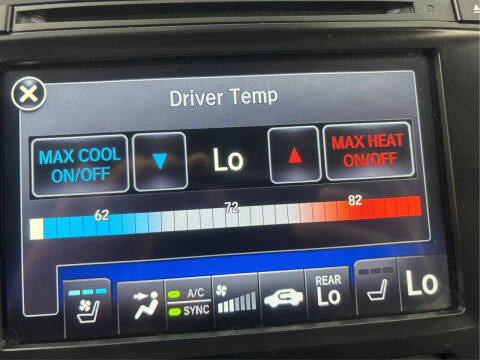 Driver Temp
MAX COOL
ON/OFF
Lo
MAX HEAT
ON/OFF
62
72
82
A/C
SYNC
REAR
Lo
Lo